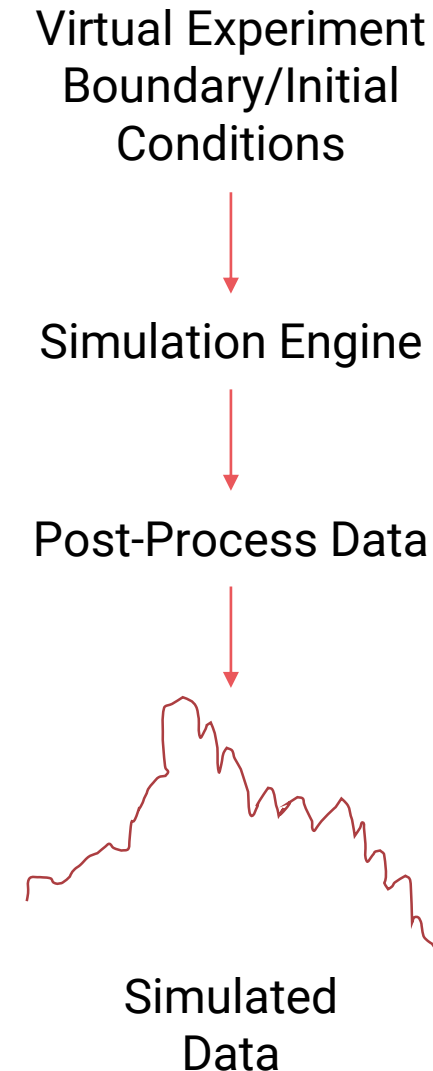 Virtual Experiment
Boundary/Initial
Conditions
Simulation Engine
Post-Process Data
Simulated
Data